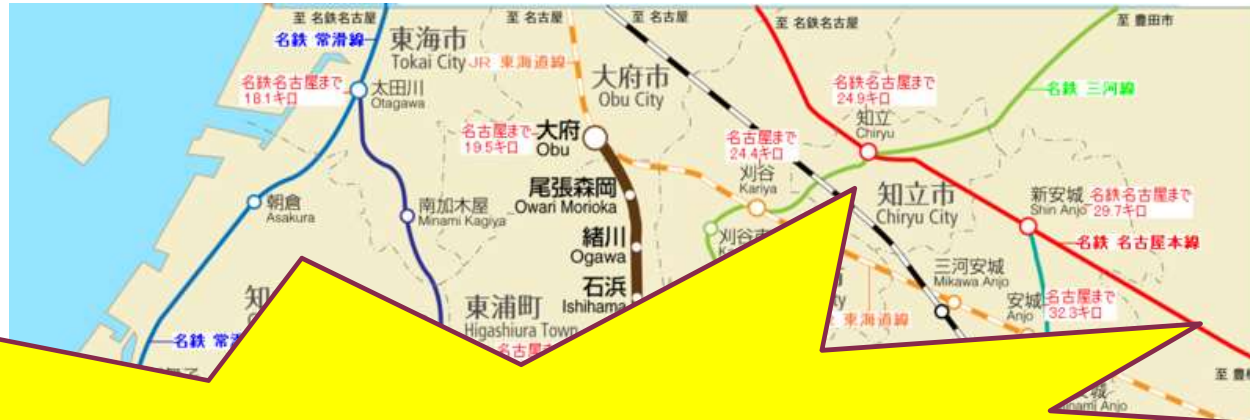 至 名鉄名古屋
至 名古屋
至 名古屋
至 名鉄名古屋
至 豊田市
名鉄 常滑線
東海市
Tokai City
JR 東海道線
大府市
Obu City
名鉄名古屋まで
18.1キロ
太田川
Otagawa
名鉄名古屋まで
24.9キロ
名鉄 三河線
知立
Chiryu
名古屋まで
19.5キロ
大府
Obu
名古屋まで
24.4キロ
刈谷
Kariya
尾張森岡
Owari Morioka
朝倉
Asakura
南加木屋
Minami Kagiya
知立市
Chiryu City
新安城
Shin Anjo
名鉄名古屋まで
29.7キロ
緒川
Ogawa
刈谷
名鉄 名古屋本線
三河安城
Mikawa Anjo
石浜
Ishihama
知
東浦町
Higashiura Town
安城
Anjo
名古屋まで
32.3キロ
東海道線
名鉄 常
名古屋
至 豊
Anjo